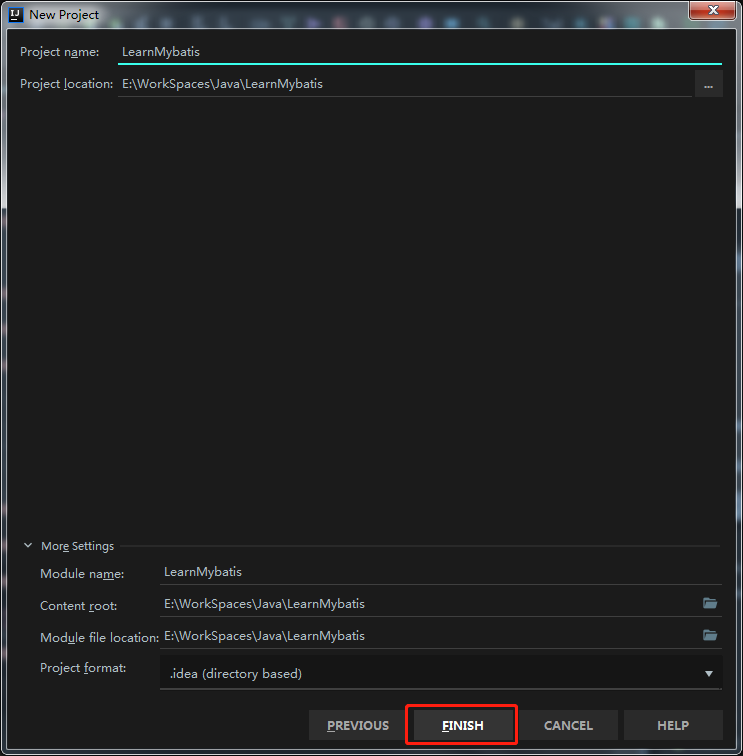 IJ New Project
Project name: LearnMybatis
Project location: E:\WorkSpaces\Java\LearnMybatis ...
More Settings
Module name: LearnMybatis
Content root: E:\WorkSpaces\Java\LearnMybatis
Module file location: E:\WorkSpaces\Java\LearnMybatis
Project format: .idea (directory based)
PREVIOUS FINISH CANCEL HELP